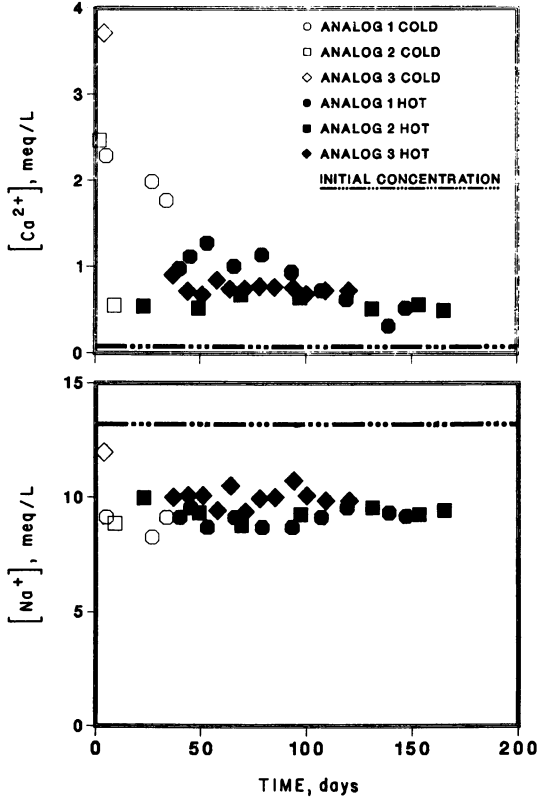 4
ANALOG 1 COLD
ANALOG 2 COLD
3
ANALOG 3 COLD
ANALOG 1 HOT
ANALOG 2 HOT
ANALOG 3 HOT
2
INITIAL CONCENTRATION
[Ca2+], meq/L
1
0
15
10
[Na+], meq/L
5
0
0 50 100 150 200
TIME, days